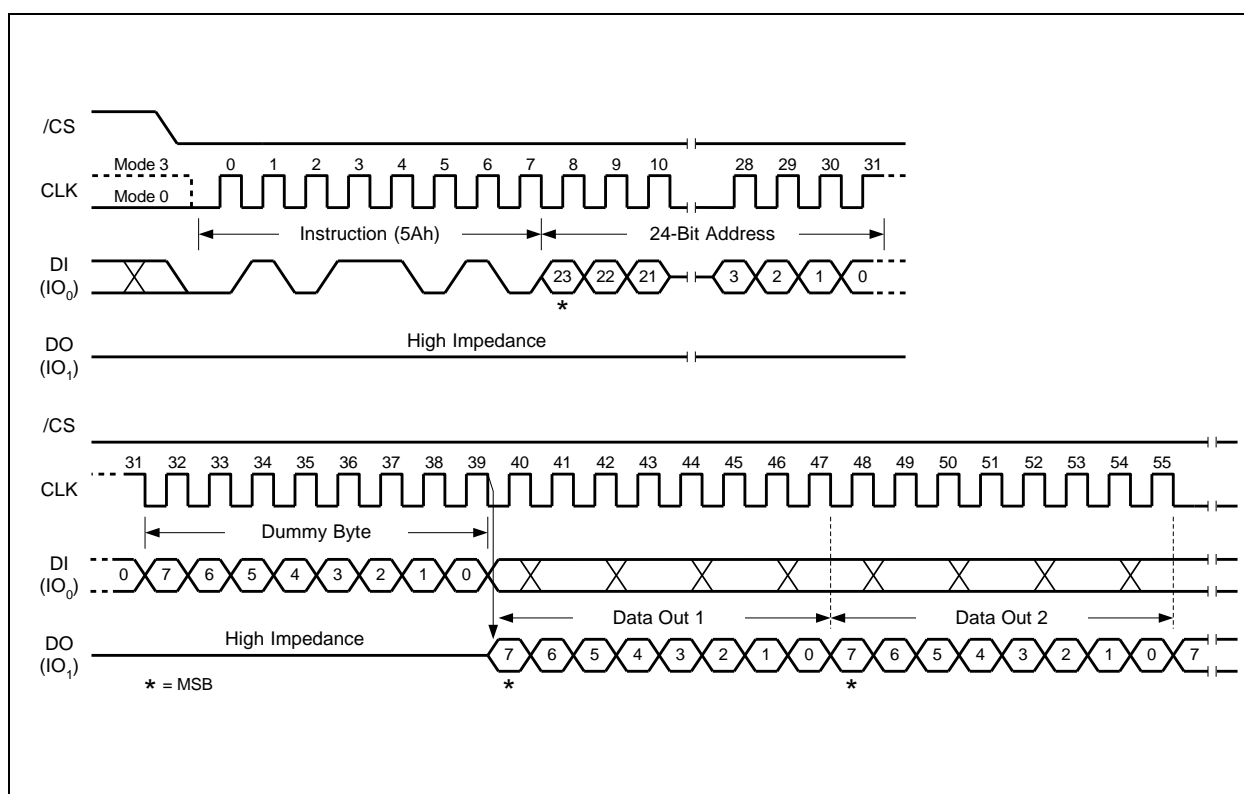 /CS
Mode 3 0 1 2 3 4 5 6 7 8 9 10 28 29 30 31
CLK
Mode 0
Instruction (5Ah) 24-Bit Address
DI
(IO0)
23 22 21 3 2 1 0
*
High Impedance
DO
(IO1)
/CS
31 32 33 34 35 36 37 38 39 40 41 42 43 44 45 46 47 48 49 50 51 52 53 54 55
CLK
Dummy Byte
DI
(IO0)
0 7 6 5 4 3 2 1 0
Data Out 1 Data Out 2
High Impedance
DO
(IO1)
7 6 5 4 3 2 1 0 7 6 5 4 3 2 1 0 7
* = MSB * *